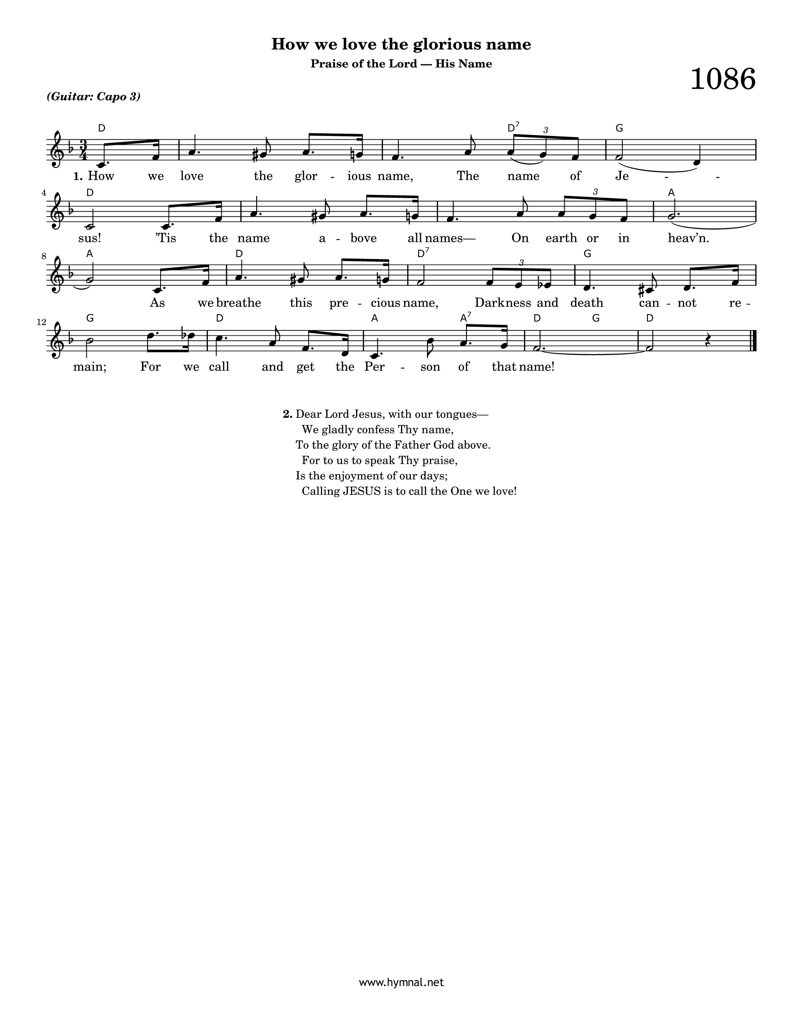 How we love the glorious name
Praise of the Lord — His Name
1086
(Guitar: Capo 3)
D D7 3 G
1. How we love the glor - ious name, The name of Je - -
4 D 3 A
sus! 'Tis the name a - bove all names— On earth or in heav'n.
8 A D D7 3 G
As we breathe this pre - cious name, Darkness and death can - not re -
12 G D A A7 D G D
main; For we call and get the Per - son of that name!
2. Dear Lord Jesus, with our tongues—
We gladly confess Thy name,
To the glory of the Father God above.
For to us to speak Thy praise,
Is the enjoyment of our days;
Calling JESUS is to call the One we love!
www.hymnal.net